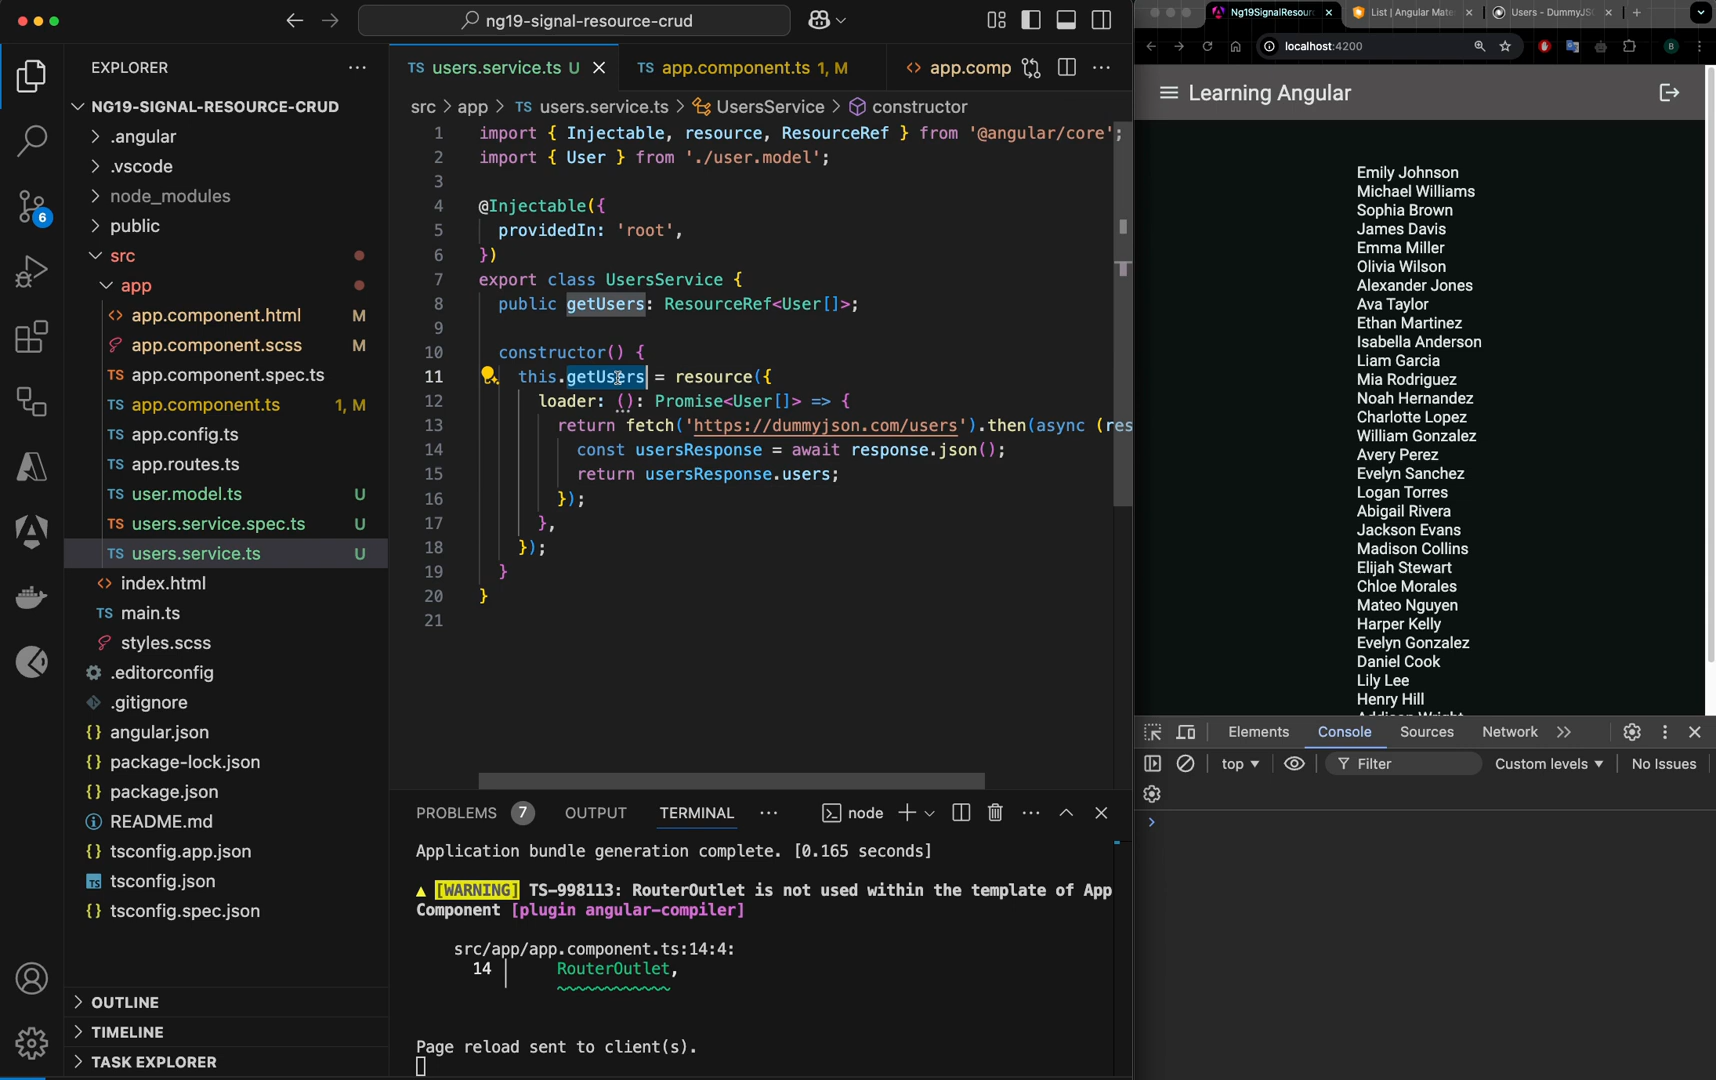 ng19-signal-resource-crud
EXPLORER
NG19-SIGNAL-RESOURCE-CRUD
.angular
.vscode
node_modules
public
src
app
app.component.html M
app.component.scss M
TS app.component.spec.ts
TS app.component.ts 1, M
TS app.config.ts
TS app.routes.ts
TS user.model.ts U
TS users.service.spec.ts U
TS users.service.ts U
<> index.html
TS main.ts
styles.scss
.editorconfig
.gitignore
{} angular.json
{} package-lock.json
{} package.json
README.md
{} tsconfig.app.json
TS tsconfig.json
{} tsconfig.spec.json
OUTLINE
TIMELINE
TASK EXPLORER
6
TS users.service.ts U
TS app.component.ts 1, M
<> app.comp
src > app > TS users.service.ts > UsersService > constructor
1 import { Injectable, resource, ResourceRef } from '@angular/core';
2 import { User } from './user.model';
3
4 @Injectable({
5 providedIn: 'root',
6 })
7 export class UsersService {
8 public getUsers: ResourceRef<User[]>;
9
10 constructor() {
11 this.getUsers = resource({
12 loader: (): Promise<User[]> => {
13 return fetch('https://dummyjson.com/users').then(async (res
14 const usersResponse = await response.json();
15 return usersResponse.users;
16 });
17 },
18 });
19 }
20 }
21
PROBLEMS 7 OUTPUT TERMINAL node
Application bundle generation complete. [0.165 seconds]
▲ [WARNING] TS-998113: RouterOutlet is not used within the template of App
Component [plugin angular-compiler]
src/app/app.component.ts:14:4:
14 │ RouterOutlet,
Page reload sent to client(s).
Ng19SignalResour
List | Angular Mate
Users - DummyJS
localhost:4200
B
Learning Angular
Emily Johnson
Michael Williams
Sophia Brown
James Davis
Emma Miller
Olivia Wilson
Alexander Jones
Ava Taylor
Ethan Martinez
Isabella Anderson
Liam Garcia
Mia Rodriguez
Noah Hernandez
Charlotte Lopez
William Gonzalez
Avery Perez
Evelyn Sanchez
Logan Torres
Abigail Rivera
Jackson Evans
Madison Collins
Elijah Stewart
Chloe Morales
Mateo Nguyen
Harper Kelly
Evelyn Gonzalez
Daniel Cook
Lily Lee
Henry Hill
Elements Console Sources Network
top Filter Custom levels No Issues